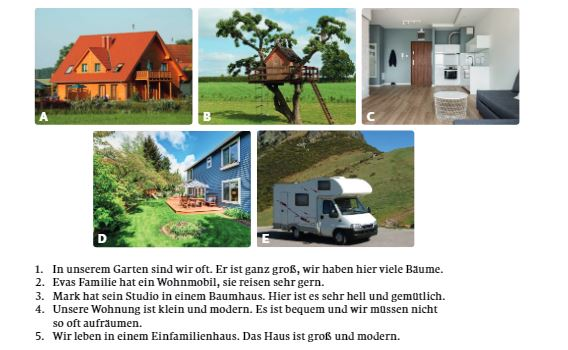 A
B
C
D
E
1. In unserem Garten sind wir oft. Er ist ganz groß, wir haben hier viele Bäume.
2. Evas Familie hat ein Wohnmobil, sie reisen sehr gern.
3. Mark hat sein Studio in einem Baumhaus. Hier ist es sehr hell und gemütlich.
4. Unsere Wohnung ist klein und modern. Es ist bequem und wir müssen nicht
so oft aufräumen.
5. Wir leben in einem Einfamilienhaus. Das Haus ist groß und modern.